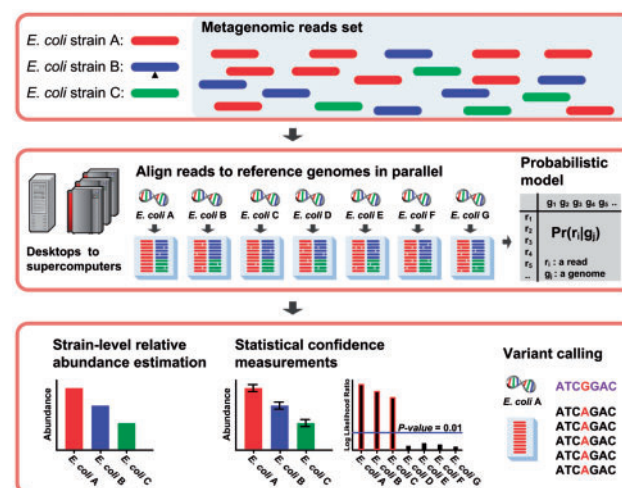 Metagenomic reads set
E. coli strain A:
E. coli strain B:
E. coli strain C:
Align reads to reference genomes in parallel
E. coli A E. coli B E. coli C E. coli D E. coli E E. coli F E. coli G
Desktops to
supercomputers
Probabilistic
model
g1 g2 g3 g4 g5 ..
r1
r2
r3
r4
r5
..
Pr(ri|gj)
ri : a read
gj : a genome
Strain-level relative
abundance estimation
Abundance
E. coli A
E. coli B
E. coli C
Statistical confidence
measurements
Abundance
E. coli A
E. coli B
E. coli C
Log Likelihood Ratio
P-value = 0.01
E. coli A
E. coli B
E. coli C
E. coli D
E. coli E
E. coli F
E. coli G
Variant calling
E. coli A
ATCGGAC
ATCAGAC
ATCAGAC
ATCAGAC
ATCAGAC
ATCAGAC